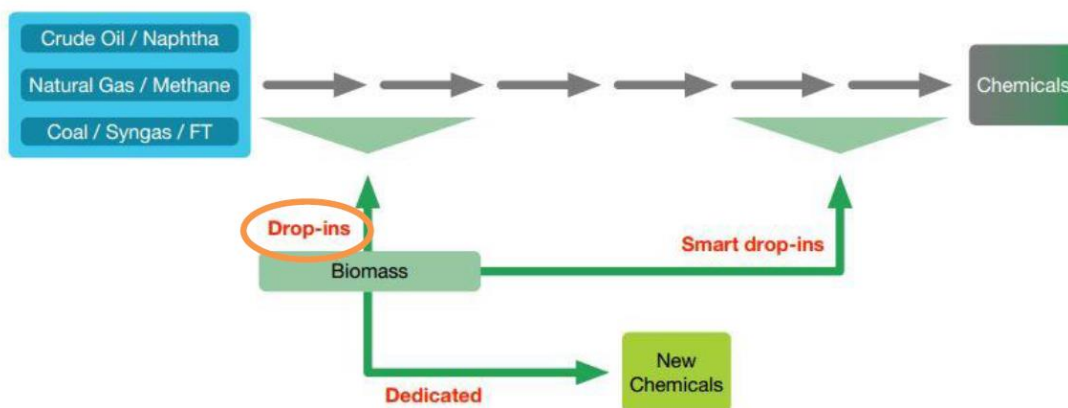 Crude Oil / Naphtha
Natural Gas / Methane
Coal / Syngas / FT
Chemicals
Drop-ins
Smart drop-ins
Biomass
New
Chemicals
Dedicated